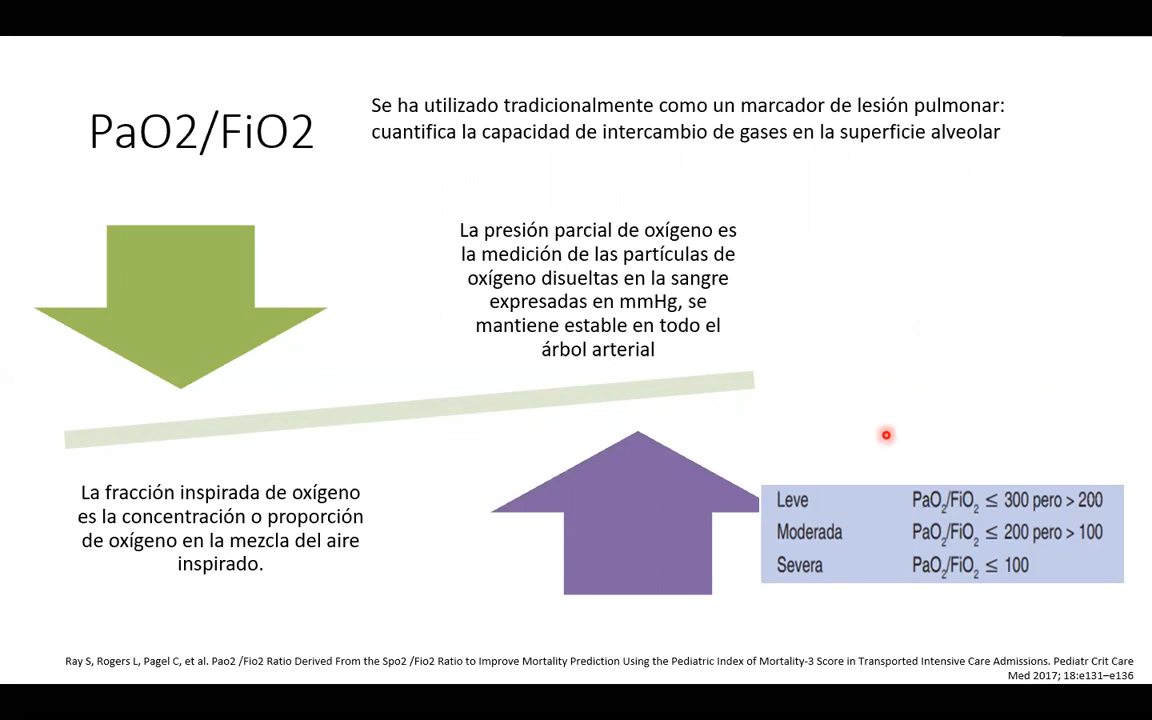 PaO2/FiO2
Se ha utilizado tradicionalmente como un marcador de lesión pulmonar:
cuantifica la capacidad de intercambio de gases en la superficie alveolar
La presión parcial de oxígeno es
la medición de las partículas de
oxígeno disueltas en la sangre
expresadas en mmHg, se
mantiene estable en todo el
árbol arterial
La fracción inspirada de oxígeno
es la concentración o proporción
de oxígeno en la mezcla del aire
inspirado.
Leve PaO2/FiO2 ≤ 300 pero > 200
Moderada PaO2/FiO2 ≤ 200 pero > 100
Severa PaO2/FiO2 ≤ 100
Ray S, Rogers L, Pagel C, et al. Pao2 /Fio2 Ratio Derived From the Spo2 /Fio2 Ratio to Improve Mortality Prediction Using the Pediatric Index of Mortality-3 Score in Transported Intensive Care Admissions. Pediatr Crit Care
Med 2017; 18:e131–e136